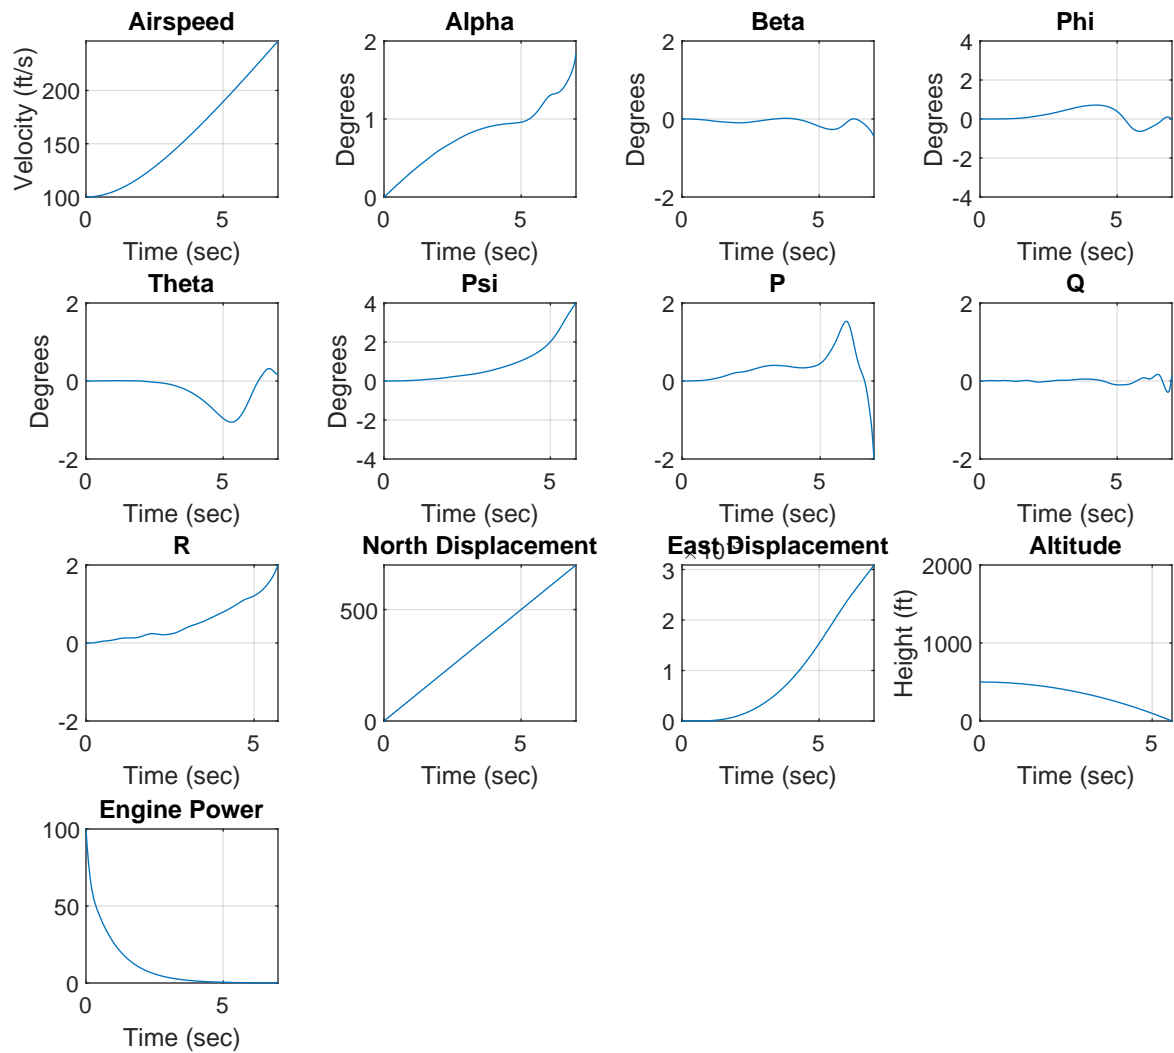 Airspeed
Velocity (ft/s)
200
150
100
0
5
Time (sec)
Alpha
Degrees
2
1
0
0
5
Time (sec)
Beta
Degrees
2
0
-2
0
5
Time (sec)
Phi
Degrees
4
2
0
-2
-4
0
5
Time (sec)
Theta
Degrees
2
0
-2
0
5
Time (sec)
Psi
Degrees
4
2
0
-2
-4
0
5
Time (sec)
P
2
0
-2
0
5
Time (sec)
Q
2
0
-2
0
5
Time (sec)
R
2
0
-2
0
5
Time (sec)
North Displacement
500
0
0
5
Time (sec)
East Displacement
3
2
1
0
0
5
Time (sec)
Altitude
Height (ft)
2000
1000
0
0
5
Time (sec)
Engine Power
100
50
0
0
5
Time (sec)